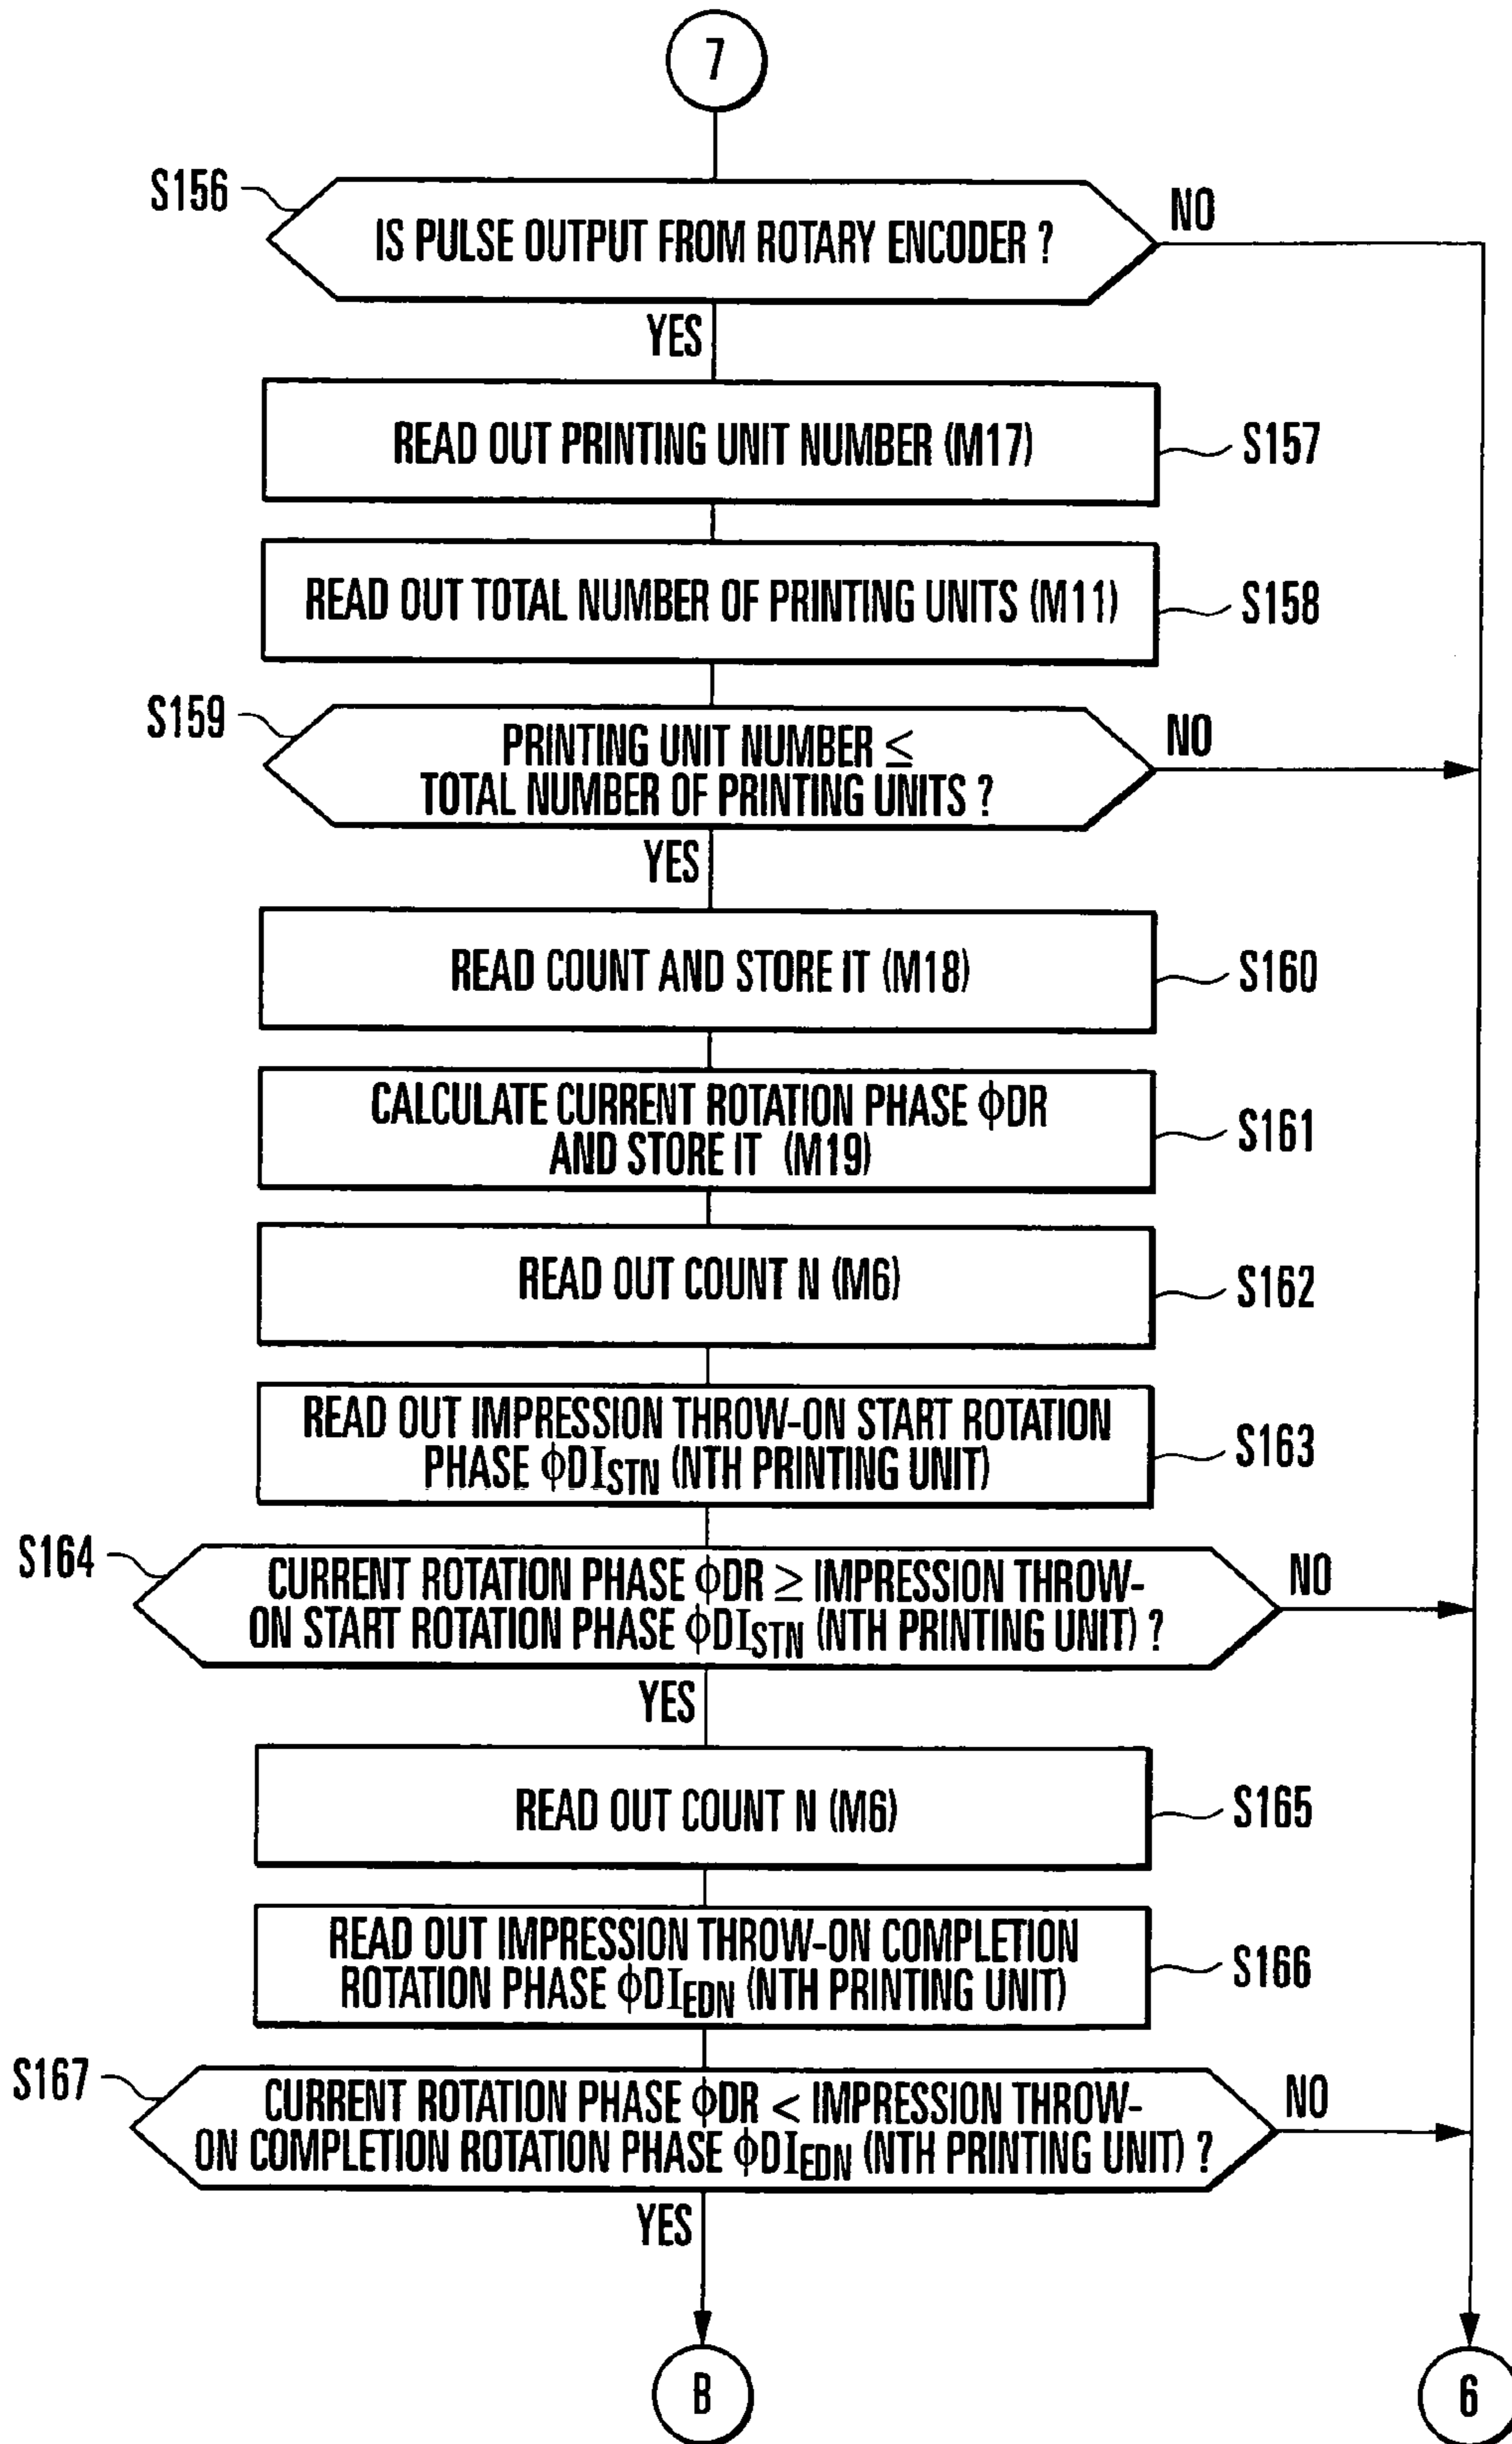 7
S156
IS PULSE OUTPUT FROM ROTARY ENCODER ?
NO
YES
READ OUT PRINTING UNIT NUMBER (M17)
S157
READ OUT TOTAL NUMBER OF PRINTING UNITS (M11)
S158
S159
PRINTING UNIT NUMBER ≤
TOTAL NUMBER OF PRINTING UNITS ?
NO
YES
READ COUNT AND STORE IT (M18)
S160
CALCULATE CURRENT ROTATION PHASE ϕDR
AND STORE IT (M19)
S161
READ OUT COUNT N (M6)
S162
READ OUT IMPRESSION THROW-ON START ROTATION
PHASE ϕDISTN (NTH PRINTING UNIT)
S163
S164
CURRENT ROTATION PHASE ϕDR ≥ IMPRESSION THROW-
ON START ROTATION PHASE ϕDISTN (NTH PRINTING UNIT) ?
NO
YES
READ OUT COUNT N (M6)
S165
READ OUT IMPRESSION THROW-ON COMPLETION
ROTATION PHASE ϕDIEDN (NTH PRINTING UNIT)
S166
S167
CURRENT ROTATION PHASE ϕDR < IMPRESSION THROW-
ON COMPLETION ROTATION PHASE ϕDIEDN (NTH PRINTING UNIT) ?
NO
YES
B
6